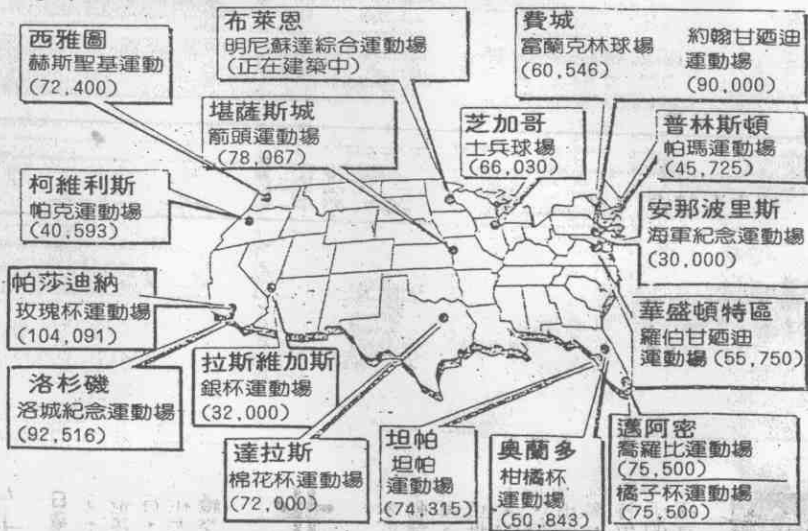 西雅圖
赫斯聖基運動
(72,400)
布萊恩
明尼蘇達綜合運動場
(正在建築中)
費城
富蘭克林球場
(60,546)
約翰甘廼迪
運動場
(90,000)
堪薩斯城
箭頭運動場
(78,067)
芝加哥
士兵球場
(66,030)
普林斯頓
帕瑪運動場
(45,725)
柯維利斯
帕克運動場
(40,593)
安那波里斯
海軍紀念運動場
(30,000)
帕莎迪納
玫瑰杯運動場
(104,091)
華盛頓特區
羅伯甘廼迪
運動場(55,750)
洛杉磯
洛城紀念運動場
(92,516)
拉斯維加斯
銀杯運動場
(32,000)
達拉斯
棉花杯運動場
(72,000)
坦帕
坦帕
運動場
(74,315)
奧蘭多
柑橘杯
運動場
(50,843)
邁阿密
喬羅比運動場
(75,500)
橘子杯運動場
(75,500)